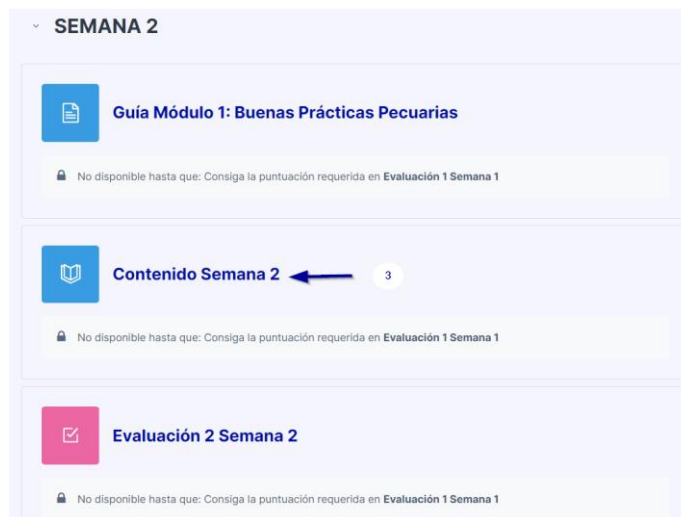 SEMANA 2
Guía Módulo 1: Buenas Prácticas Pecuarias
No disponible hasta que: Consiga la puntuación requerida en Evaluación 1 Semana 1
Contenido Semana 2
3
No disponible hasta que: Consiga la puntuación requerida en Evaluación 1 Semana 1
Evaluación 2 Semana 2
No disponible hasta que: Consiga la puntuación requerida en Evaluación 1 Semana 1